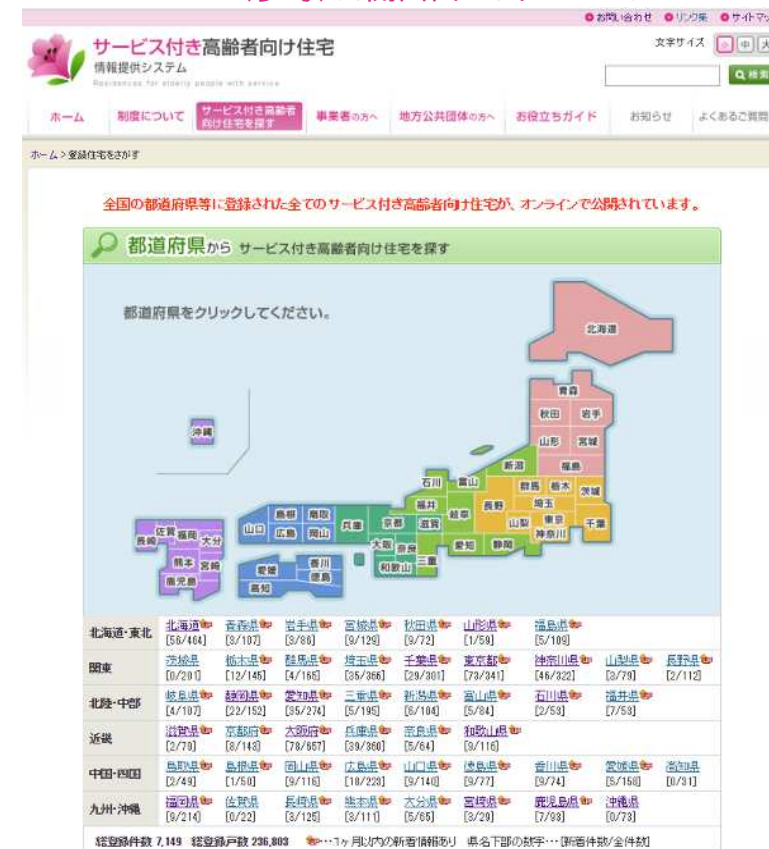 お問い合わせ リンク集 サイトマッ
サービス付き高齢者向け住宅
情報提供システム
Residences for elderly people with service
文字サイズ 小 中 大
検索
ホーム 制度について サービス付き高齢者向け住宅を探す 事業者の方へ 地方公共団体の方へ お役立ちガイド お知らせ よくあるご質問
ホーム > 登録住宅をさがす
全国の都道府県等に登録された全てのサービス付き高齢者向け住宅が、オンラインで公開されています。
都道府県から サービス付き高齢者向け住宅を探す
都道府県をクリックしてください。
北海道
青森
秋田 岩手
沖縄
山形 宮城
新潟 福島
石川 富山 群馬 栃木 茨城
福井 岐阜 長野 埼玉
島根 鳥取 兵庫 京都 滋賀 山梨 東京 千葉
山口 広島 岡山 神奈川
長崎 佐賀 福岡 大分 大阪 奈良 愛知 静岡
熊本 宮崎 愛媛 香川 和歌山 三重
鹿児島 高知 徳島
北海道・東北 北海道 青森県 岩手県 宮城県 秋田県 山形県 福島県
[56/464] [3/107] [3/86] [9/129] [9/72] [1/59] [5/109]
関東 茨城県 栃木県 群馬県 埼玉県 千葉県 東京都 神奈川県 山梨県 長野県
[0/201] [12/145] [4/165] [35/366] [29/301] [73/341] [46/322] [3/79] [2/112]
北陸・中部 岐阜県 静岡県 愛知県 三重県 新潟県 富山県 石川県 福井県
[4/107] [22/152] [35/274] [5/195] [6/104] [5/84] [2/53] [7/53]
近畿 滋賀県 京都府 大阪府 兵庫県 奈良県 和歌山県
[2/79] [8/143] [78/657] [39/360] [5/64] [9/116]
中国・四国 鳥取県 島根県 岡山県 広島県 山口県 徳島県 香川県 愛媛県 高知県
[2/49] [1/50] [9/116] [18/223] [9/140] [9/77] [9/74] [5/158] [0/31]
九州・沖縄 福岡県 佐賀県 長崎県 熊本県 大分県 宮崎県 鹿児島県 沖縄県
[9/214] [0/22] [3/125] [3/111] [5/65] [3/29] [7/93] [0/73]
総登録件数 7,149 総登録戸数 236,803 …1ヶ月以内の新着情報あり 県名下部の数字…[新着件数/全件数]